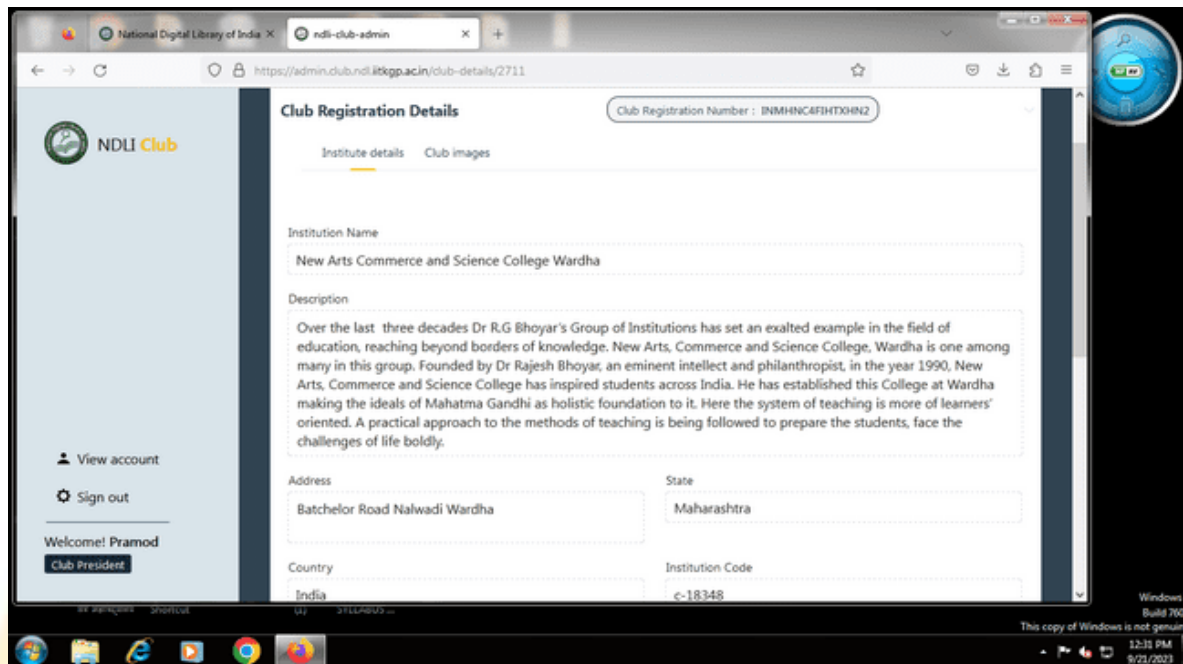 National Digital Library of India ×
ndli-club-admin ×
https://admin.club.ndl.iitkgp.ac.in/club-details/2711
NDLI Club
Club Registration Details
Club Registration Number : INMHNC4FIHTXHN2
Institute details Club images
Institution Name
New Arts Commerce and Science College Wardha
Description
Over the last three decades Dr R.G Bhoyar's Group of Institutions has set an exalted example in the field of
education, reaching beyond borders of knowledge. New Arts, Commerce and Science College, Wardha is one among
many in this group. Founded by Dr Rajesh Bhoyar, an eminent intellect and philanthropist, in the year 1990, New
Arts, Commerce and Science College has inspired students across India. He has established this College at Wardha
making the ideals of Mahatma Gandhi as holistic foundation to it. Here the system of teaching is more of learners'
oriented. A practical approach to the methods of teaching is being followed to prepare the students, face the
challenges of life boldly.
Address
Batchelor Road Nalwadi Wardha
State
Maharashtra
Country
India
Institution Code
c-18348
View account
Sign out
Welcome! Pramod
Club President
Shortcut
(1)
SYLLABUS ...
Windows
Build 760
This copy of Windows is not genuin
12:31 PM
9/21/2023